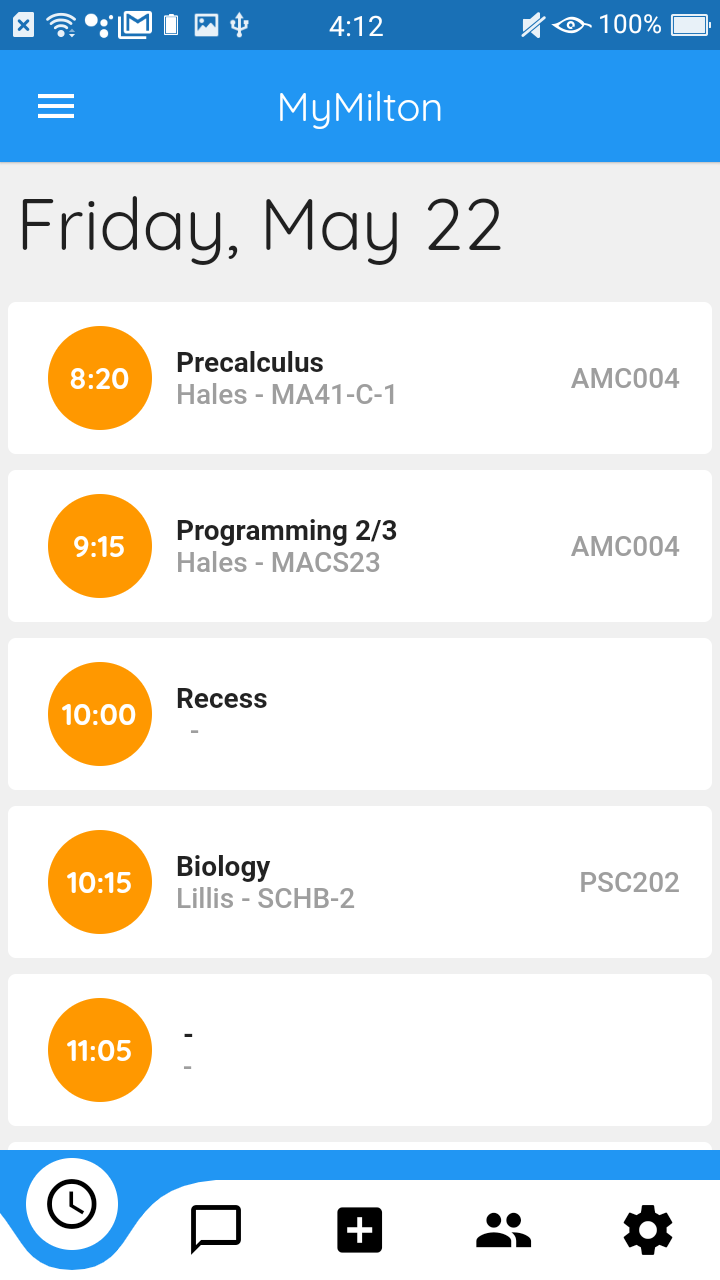 4:12
100%
MyMilton
Friday, May 22
8:20
Precalculus
Hales - MA41-C-1
AMC004
9:15
Programming 2/3
Hales - MACS23
AMC004
10:00
Recess
-
10:15
Biology
Lillis - SCHB-2
PSC202
11:05
-
-